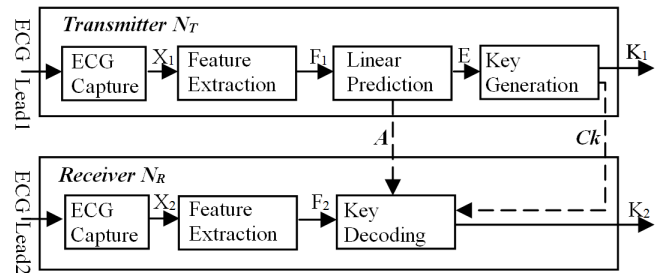 Transmitter N_T
ECG Lead1
ECG Capture
X1
Feature Extraction
F1
Linear Prediction
E
Key Generation
K1
A
Ck
Receiver N_R
ECG Lead2
ECG Capture
X2
Feature Extraction
F2
Key Decoding
K2